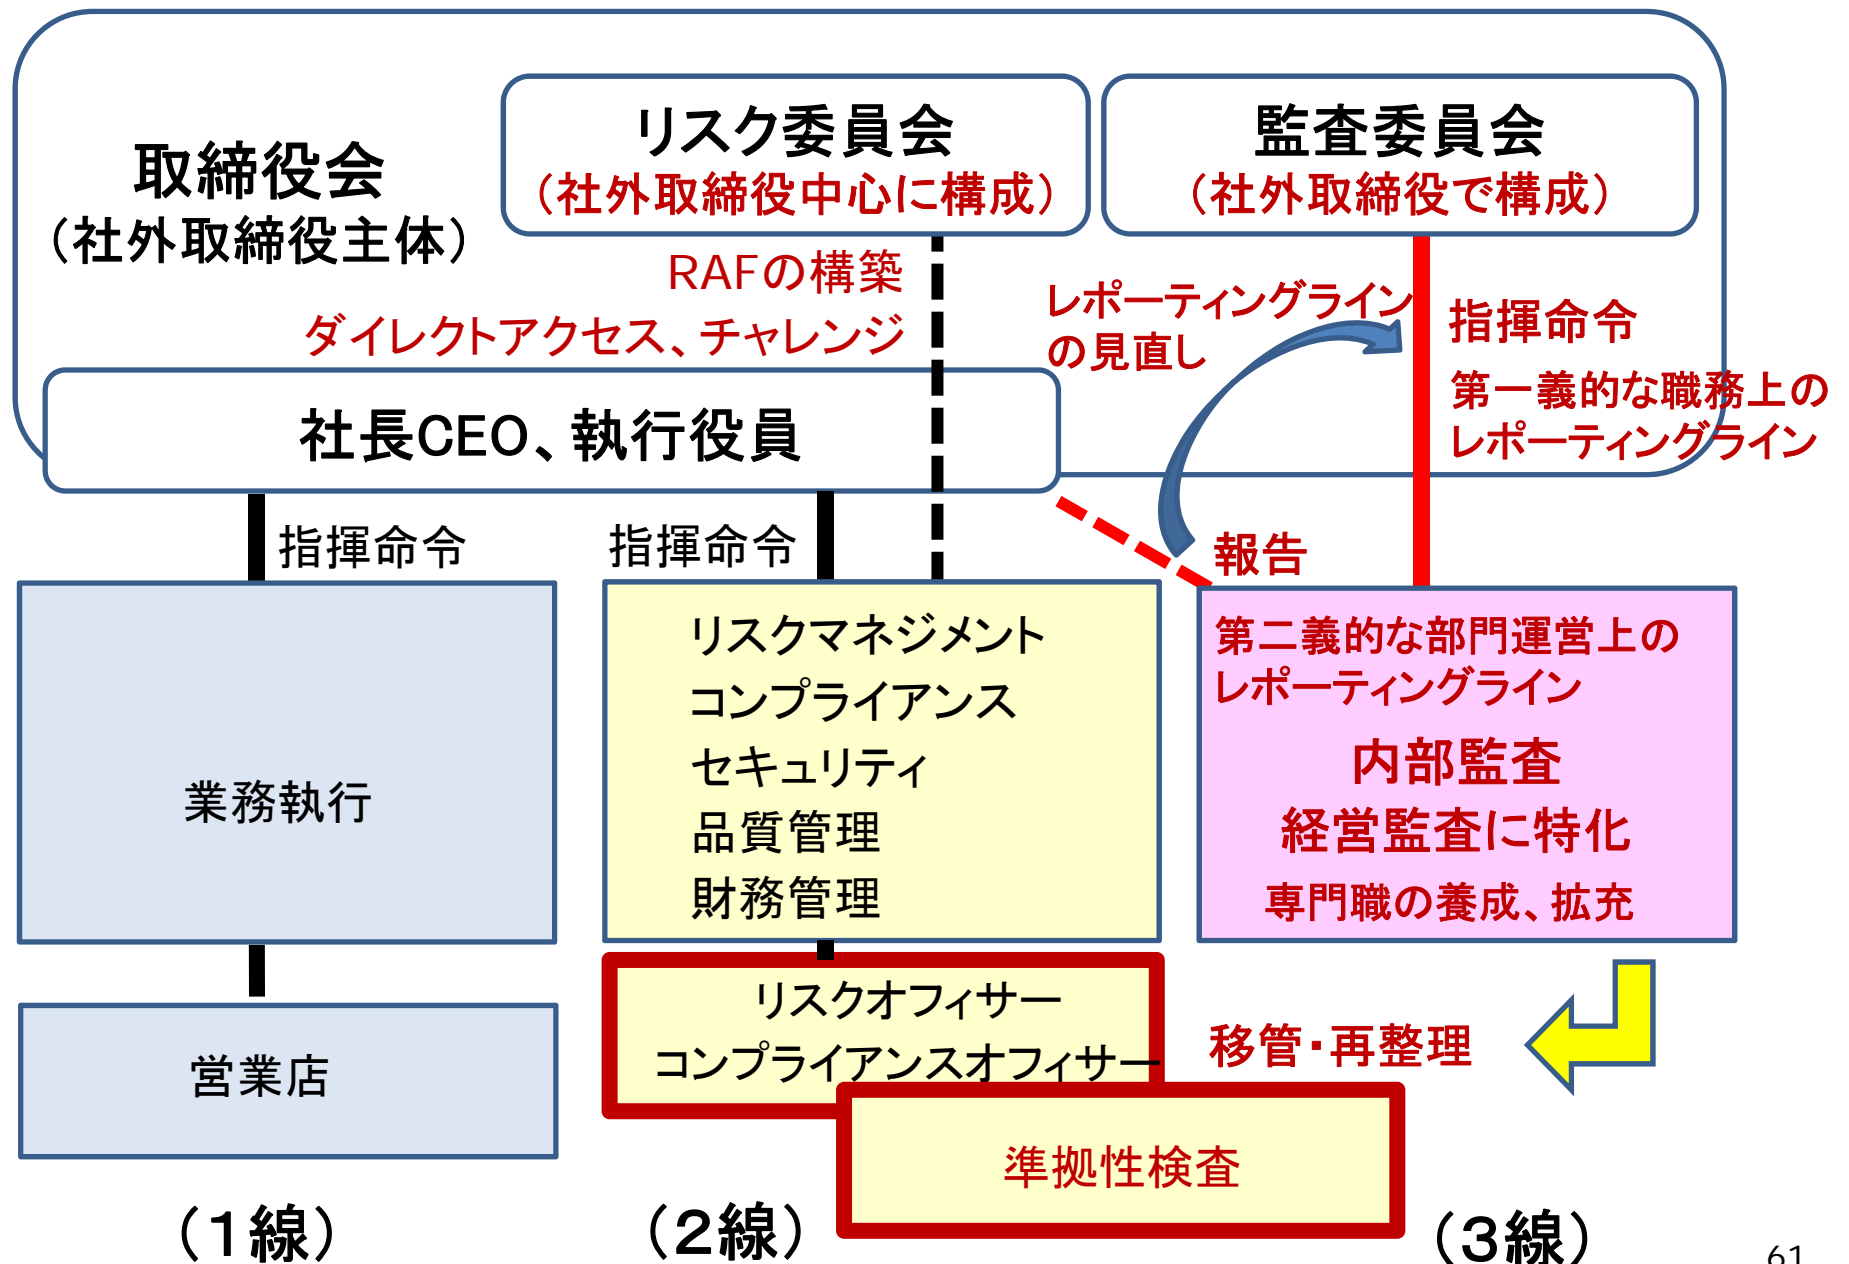 取締役会
（社外取締役主体）
リスク委員会
（社外取締役中心に構成）
監査委員会
（社外取締役で構成）
RAFの構築
ダイレクトアクセス、チャレンジ
レポーティングライン
の見直し
指揮命令
第一義的な職務上の
レポーティングライン
社長CEO、執行役員
指揮命令
指揮命令
報告
業務執行
リスクマネジメント
コンプライアンス
セキュリティ
品質管理
財務管理
第二義的な部門運営上の
レポーティングライン
内部監査
経営監査に特化
専門職の養成、拡充
営業店
リスクオフィサー
コンプライアンスオフィサー
移管・再整理
準拠性検査
（１線）
（２線）
（３線）
61